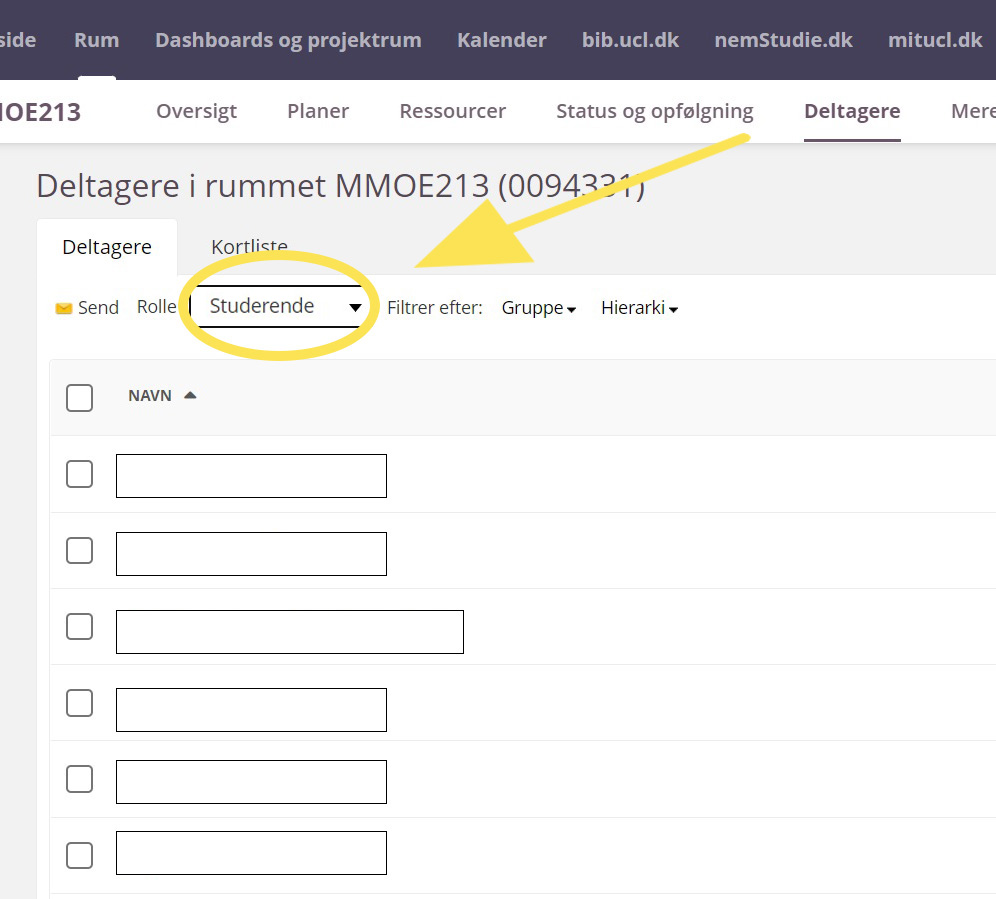 side Rum Dashboards og projektrum Kalender bib.ucl.dk nemStudie.dk mitucl.dk
MOE213 Oversigt Planer Ressourcer Status og opfølgning Deltagere Mere
Deltagere i rummet MMOE213 (0094331)
Deltagere Kortliste
Send Rolle Studerende Filtrer efter: Gruppe Hierarki
NAVN